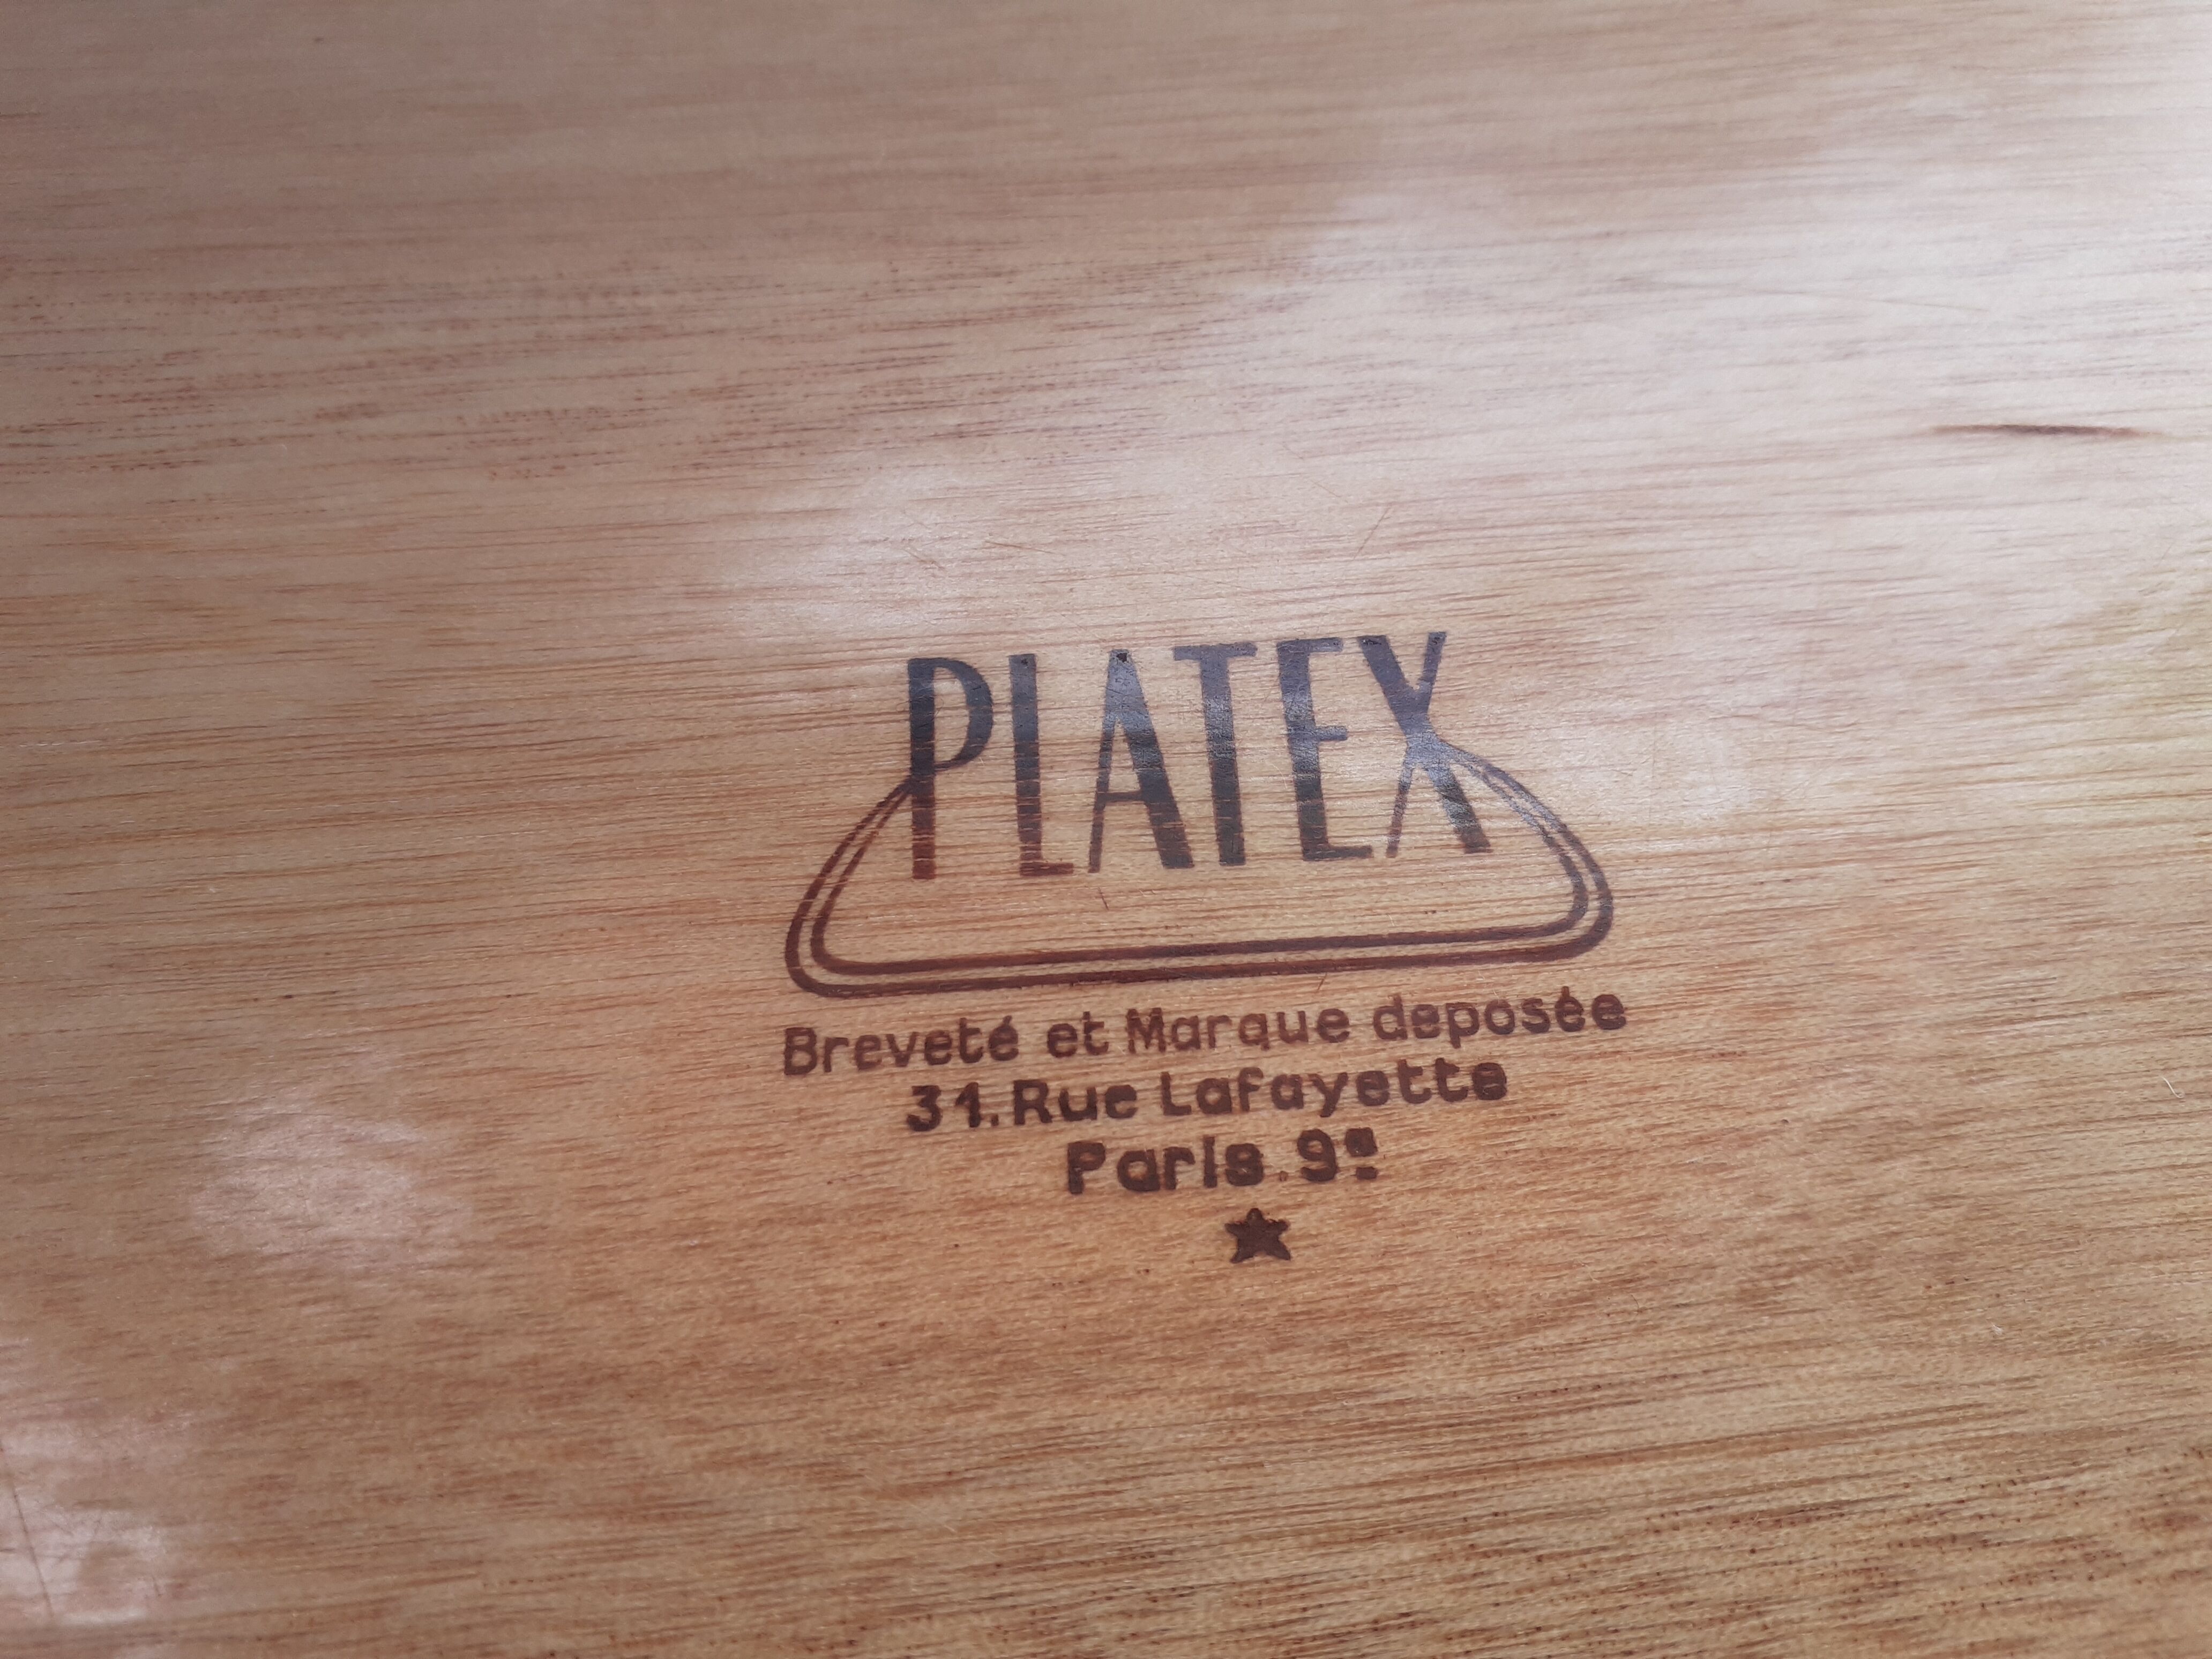 PLATEX
Breveté et Marque deposée
31. Rue Lafayette
Paris. 9e